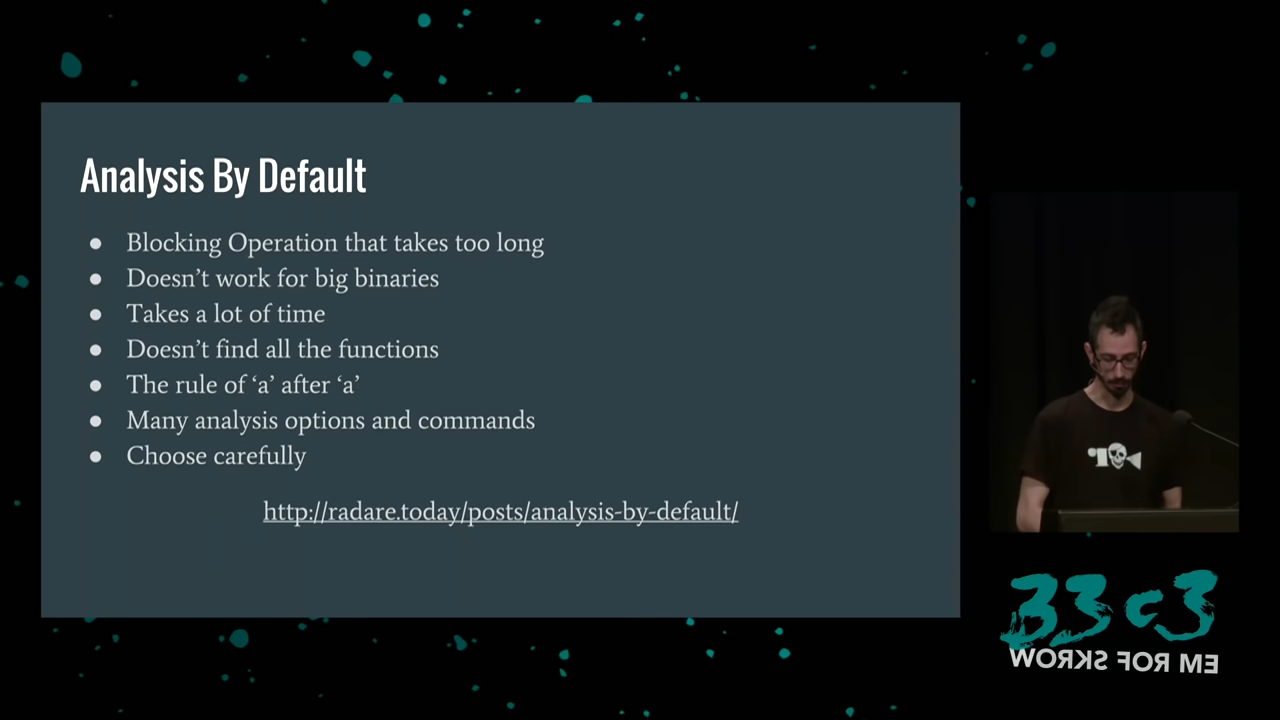 Analysis By Default
● Blocking Operation that takes too long
● Doesn’t work for big binaries
● Takes a lot of time
● Doesn’t find all the functions
● The rule of ‘a’ after ‘a’
● Many analysis options and commands
● Choose carefully
http://radare.today/posts/analysis-by-default/
33c3
WORKS FOR ME